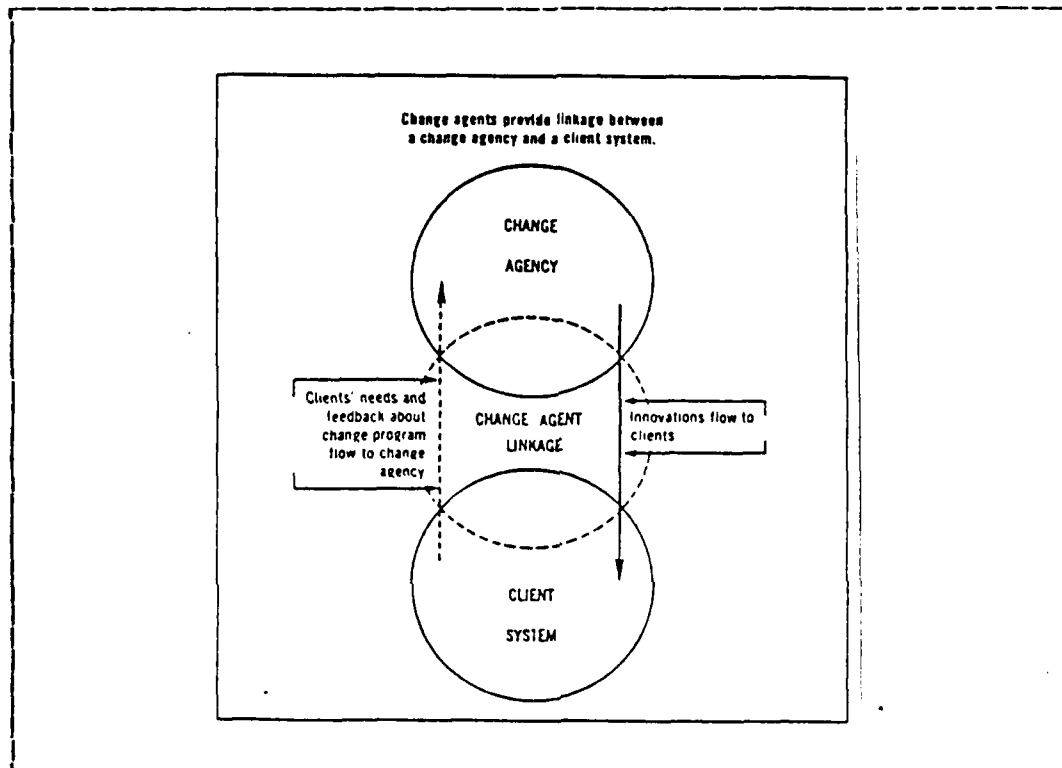 Change agents provide linkage between
a change agency and a client system.
CHANGE
AGENCY
Clients' needs and
feedback about
change program
flow to change
agency
CHANGE AGENT
LINKAGE
Innovations flow to
clients
CLIENT
SYSTEM